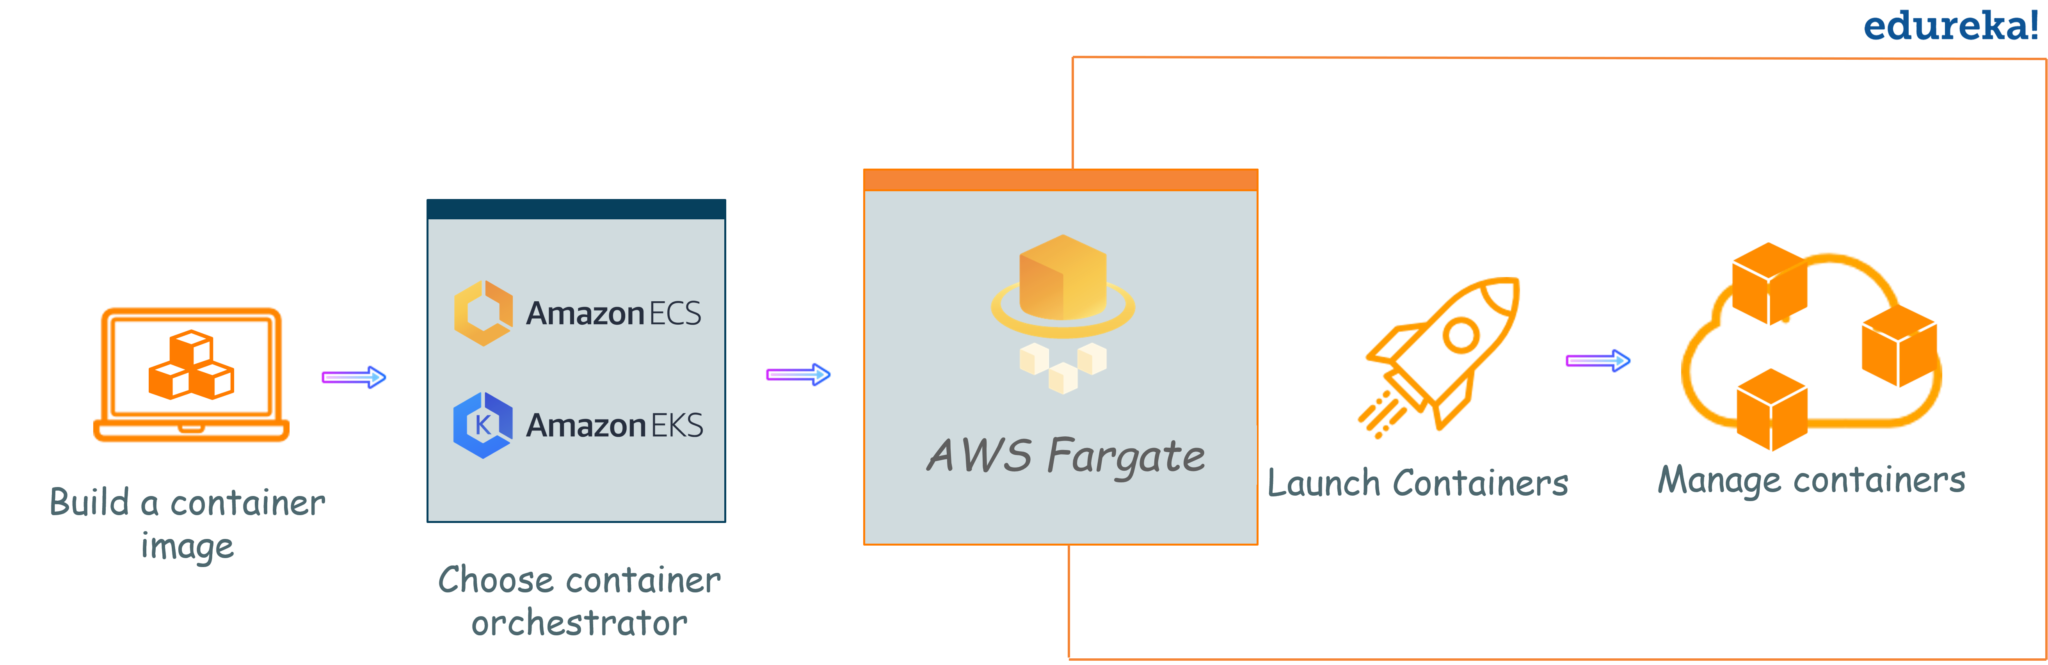 edureka!
Amazon ECS
K
Amazon EKS
AWS Fargate
Build a container
image
Choose container
orchestrator
Launch Containers
Manage containers